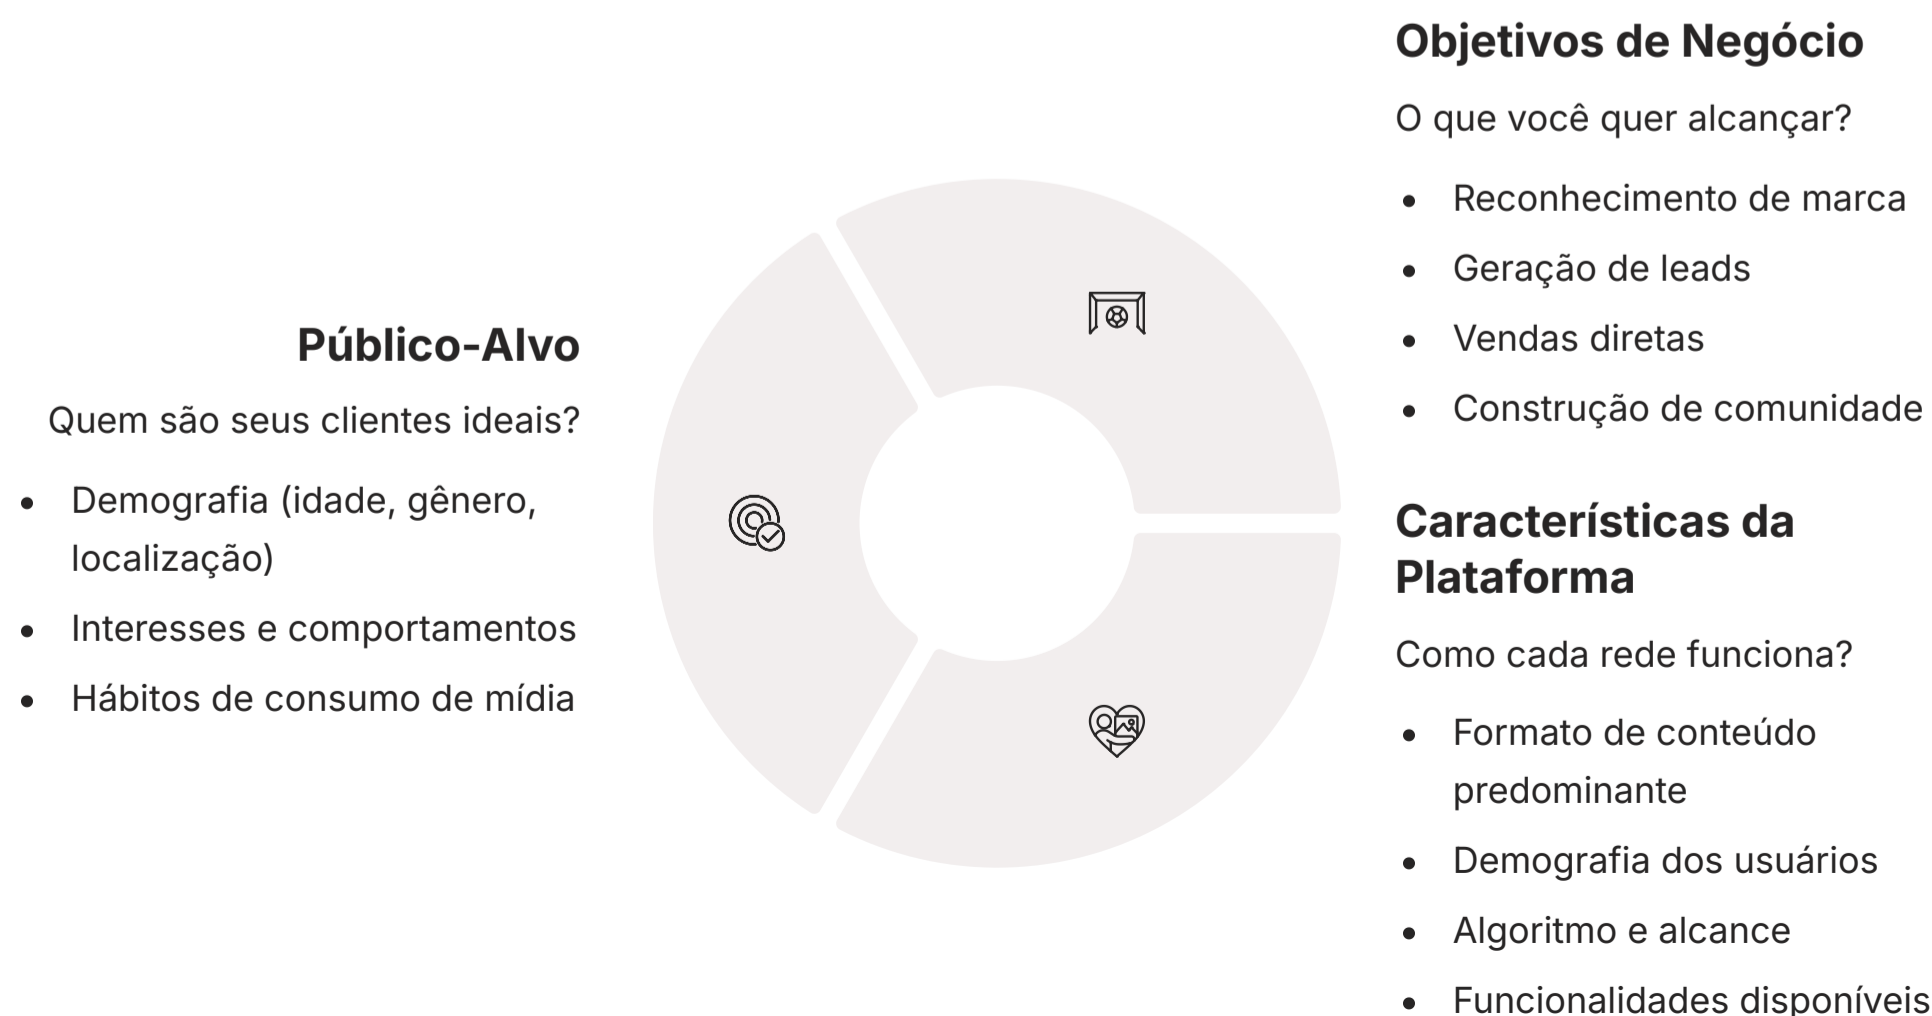 Objetivos de Negócio
O que você quer alcançar?
• Reconhecimento de marca
• Geração de leads
• Vendas diretas
• Construção de comunidade
Público-Alvo
Quem são seus clientes ideais?
• Demografia (idade, gênero,
localização)
• Interesses e comportamentos
• Hábitos de consumo de mídia
Características da
Plataforma
Como cada rede funciona?
• Formato de conteúdo
predominante
• Demografia dos usuários
• Algoritmo e alcance
• Funcionalidades disponíveis